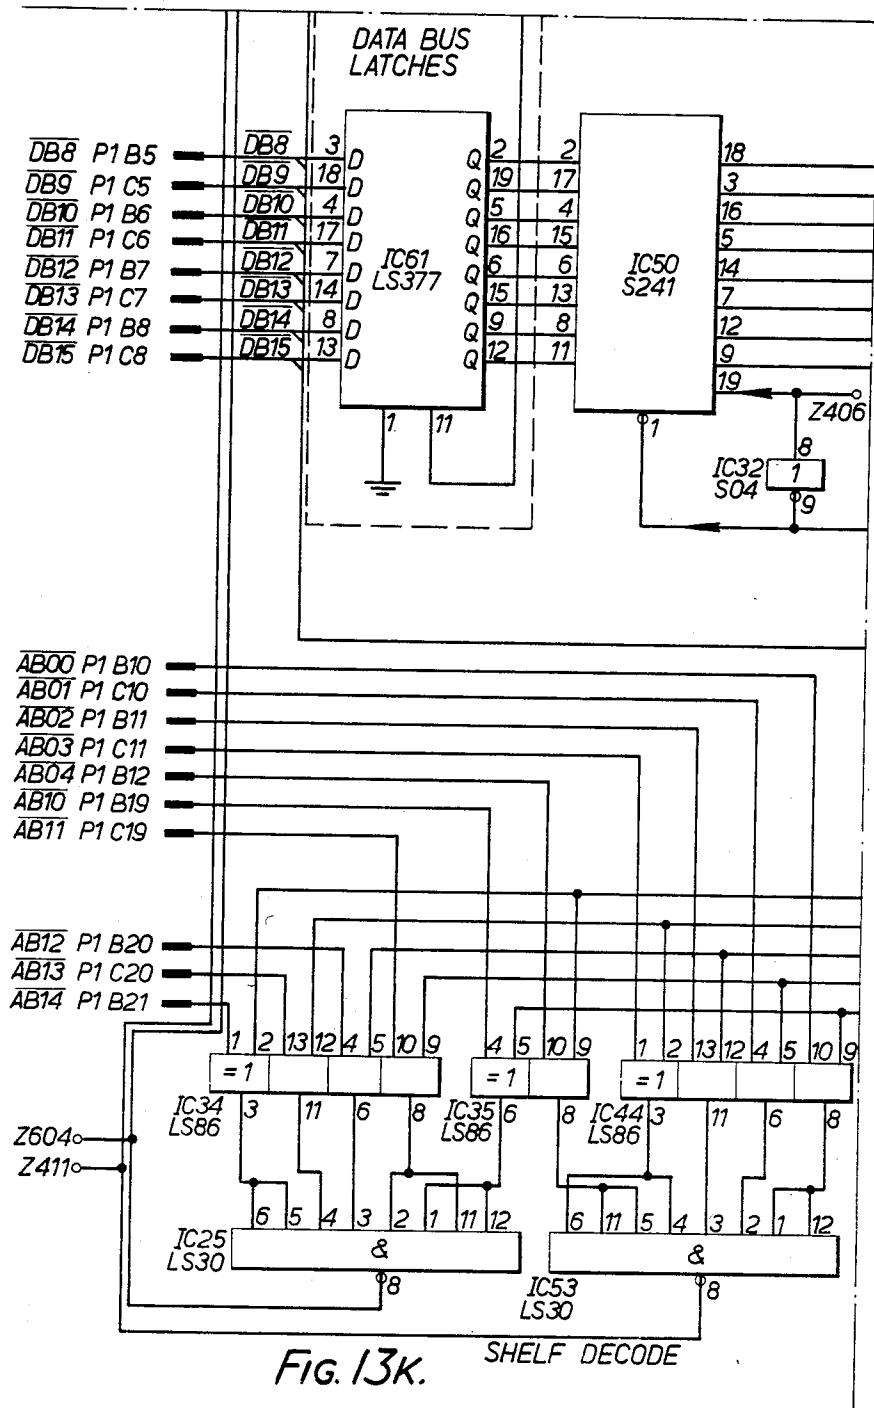 DATA BUS
LATCHES
DB8 P1 B5 DB8 3 D Q 2 2 18
DB9 P1 C5 DB9 18 D Q 19 17 3
DB10 P1 B6 DB10 4 D Q 5 4 16
DB11 P1 C6 DB11 17 D Q 16 15 5
IC61 IC50
LS377 S241
DB12 P1 B7 DB12 7 D Q 6 6 14
DB13 P1 C7 DB13 14 D Q 15 13 7
DB14 P1 B8 DB14 8 D Q 9 8 12
DB15 P1 C8 DB15 13 D Q 12 11 9
19
Z406
1 11 1
8
IC32 1
S04
9
AB00 P1 B10
AB01 P1 C10
AB02 P1 B11
AB03 P1 C11
AB04 P1 B12
AB10 P1 B19
AB11 P1 C19
AB12 P1 B20
AB13 P1 C20
AB14 P1 B21
1 2 13 12 4 5 10 9 4 5 10 9 1 2 13 12 4 5 10 9
=1 =1 =1
IC34 3 11 6 8 IC35 6 8 IC44 3 11 6 8
LS86 LS86 LS86
Z604
Z411
6 5 4 3 2 1 11 12 6 11 5 4 3 2 1 12
IC25 & &
LS30
8 IC53 8
LS30
SHELF DECODE
FIG. 13K.